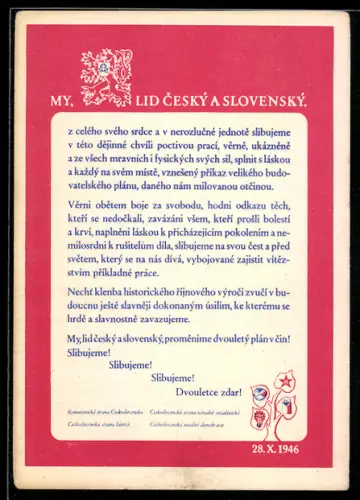 MY, LID ČESKÝ A SLOVENSKÝ.
z celého svého srdce a v nerozlučné jednotě slibujeme
v této dějinné chvíli poctivou prací, věrně, ukázněně
a ze všech mravních i fysických svých sil, splnit s láskou
a každý na svém místě, vznešený příkaz velikého budo-
vatelského plánu, daného nám milovanou otčinou.
Věrni obětem boje za svobodu, hodni odkazu těch,
kteří se nedočkali, zavázáni všem, kteří prošli bolestí
a krví, naplněni láskou k přicházejícím pokolením a ne-
milosrdni k rušitelům díla, slibujeme na svou čest a před
světem, který se na nás dívá, vybojované zajistit vítěz-
stvím příkladné práce.
Nechť klenba historického říjnového výročí zvučí v bu-
doucnu ještě slavněji dokonaným úsilím, ke kterému se
hrdě a slavnostně zavazujeme.
My, lid český a slovenský, proměníme dvouletý plán v čin!
Slibujeme!
Slibujeme!
Slibujeme!
Dvouletce zdar!
Komunistická strana Československa Československá strana národně socialistická
Československá strana lidová Československá sociální demokracie
28. X. 1946